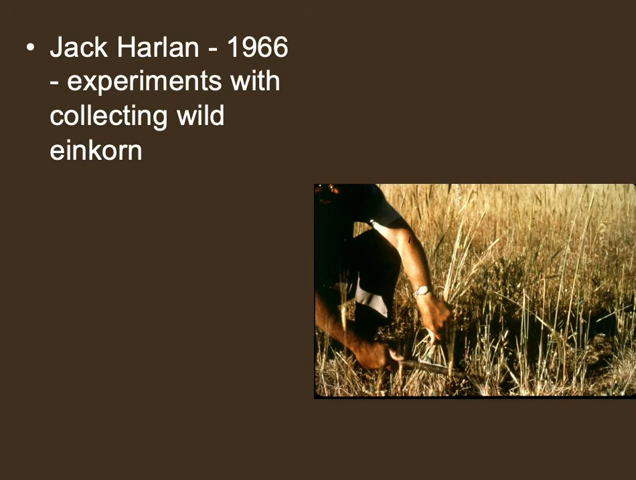 • Jack Harlan - 1966
- experiments with
collecting wild
einkorn